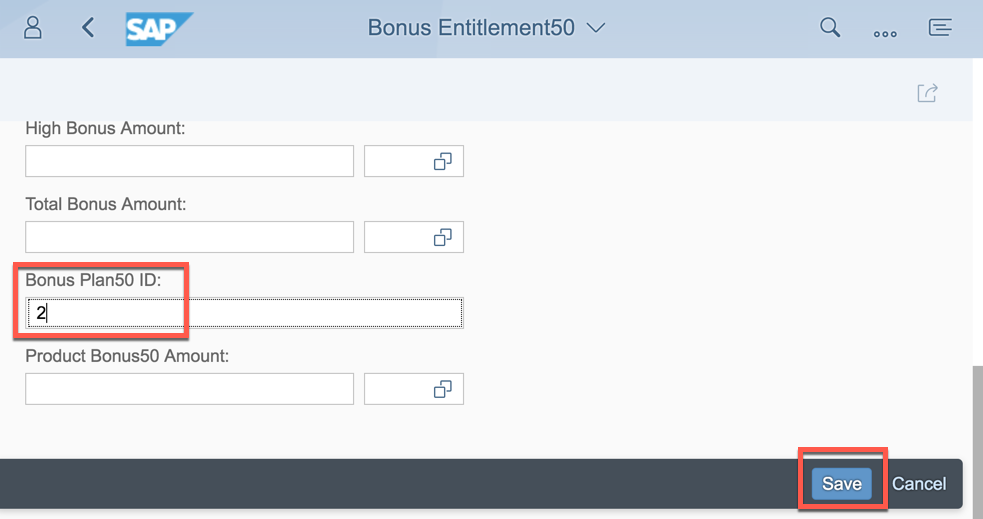 SAP Bonus Entitlement50
High Bonus Amount:
Total Bonus Amount:
Bonus Plan50 ID:
2
Product Bonus50 Amount:
Save Cancel